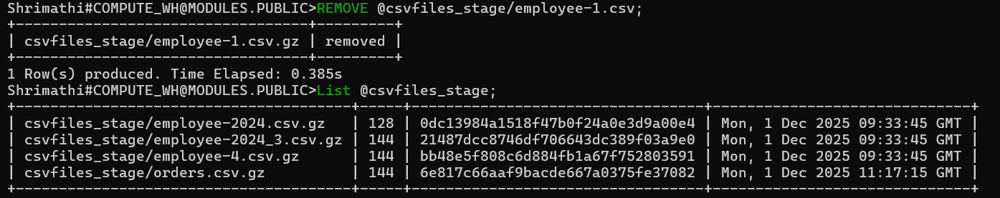 Shrimathi#COMPUTE_WH@MODULES.PUBLIC>REMOVE @csvfiles_stage/employee-1.csv;
+----------------------------------+---------+
| csvfiles_stage/employee-1.csv.gz | removed |
+----------------------------------+---------+
1 Row(s) produced. Time Elapsed: 0.385s
Shrimathi#COMPUTE_WH@MODULES.PUBLIC>List @csvfiles_stage;
+---------------------------------------+-----+----------------------------------+------------------------------+
| csvfiles_stage/employee-2024.csv.gz   | 128 | 0dc13984a1518f47b0f24a0e3d9a00e4 | Mon, 1 Dec 2025 09:33:45 GMT |
| csvfiles_stage/employee-2024_3.csv.gz | 144 | 21487dcc8746df706643dc389f03a9e0 | Mon, 1 Dec 2025 09:33:45 GMT |
| csvfiles_stage/employee-4.csv.gz      | 144 | bb48e5f808c6d884fb1a67f752803591 | Mon, 1 Dec 2025 09:33:45 GMT |
| csvfiles_stage/orders.csv.gz          | 144 | 6e817c66aaf9bacde667a0375fe37082 | Mon, 1 Dec 2025 11:17:15 GMT |
+---------------------------------------+-----+----------------------------------+------------------------------+